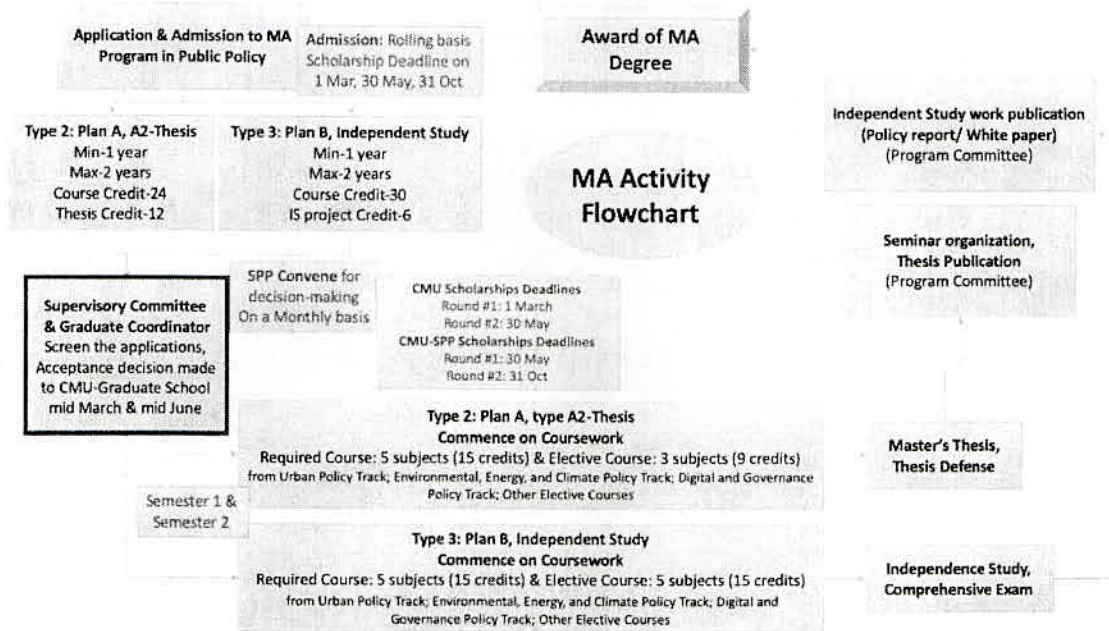 Application & Admission to MA
Program in Public Policy
Admission: Rolling basis
Scholarship Deadline on
1 Mar, 30 May, 31 Oct
Award of MA
Degree
Type 2: Plan A, A2-Thesis
Min-1 year
Max-2 years
Course Credit-24
Thesis Credit-12
Type 3: Plan B, Independent Study
Min-1 year
Max-2 years
Course Credit-30
IS project Credit-6
MA Activity
Flowchart
Independent Study work publication
(Policy report/ White paper)
(Program Committee)
Seminar organization,
Thesis Publication
(Program Committee)
Supervisory Committee
& Graduate Coordinator
Screen the applications,
Acceptance decision made
to CMU-Graduate School
mid March & mid June
SPP Convene for
decision-making
On a Monthly basis
CMU Scholarships Deadlines
Round #1: 1 March
Round #2: 30 May
CMU-SPP Scholarships Deadlines
Round #1: 30 May
Round #2: 31 Oct
Type 2: Plan A, type A2-Thesis
Commence on Coursework
Required Course: 5 subjects (15 credits) & Elective Course: 3 subjects (9 credits)
from Urban Policy Track; Environmental, Energy, and Climate Policy Track; Digital and Governance
Policy Track; Other Elective Courses
Master's Thesis,
Thesis Defense
Semester 1 &
Semester 2
Type 3: Plan B, Independent Study
Commence on Coursework
Required Course: 5 subjects (15 credits) & Elective Course: 5 subjects (15 credits)
from Urban Policy Track; Environmental, Energy, and Climate Policy Track; Digital and
Governance Policy Track; Other Elective Courses
Independence Study,
Comprehensive Exam